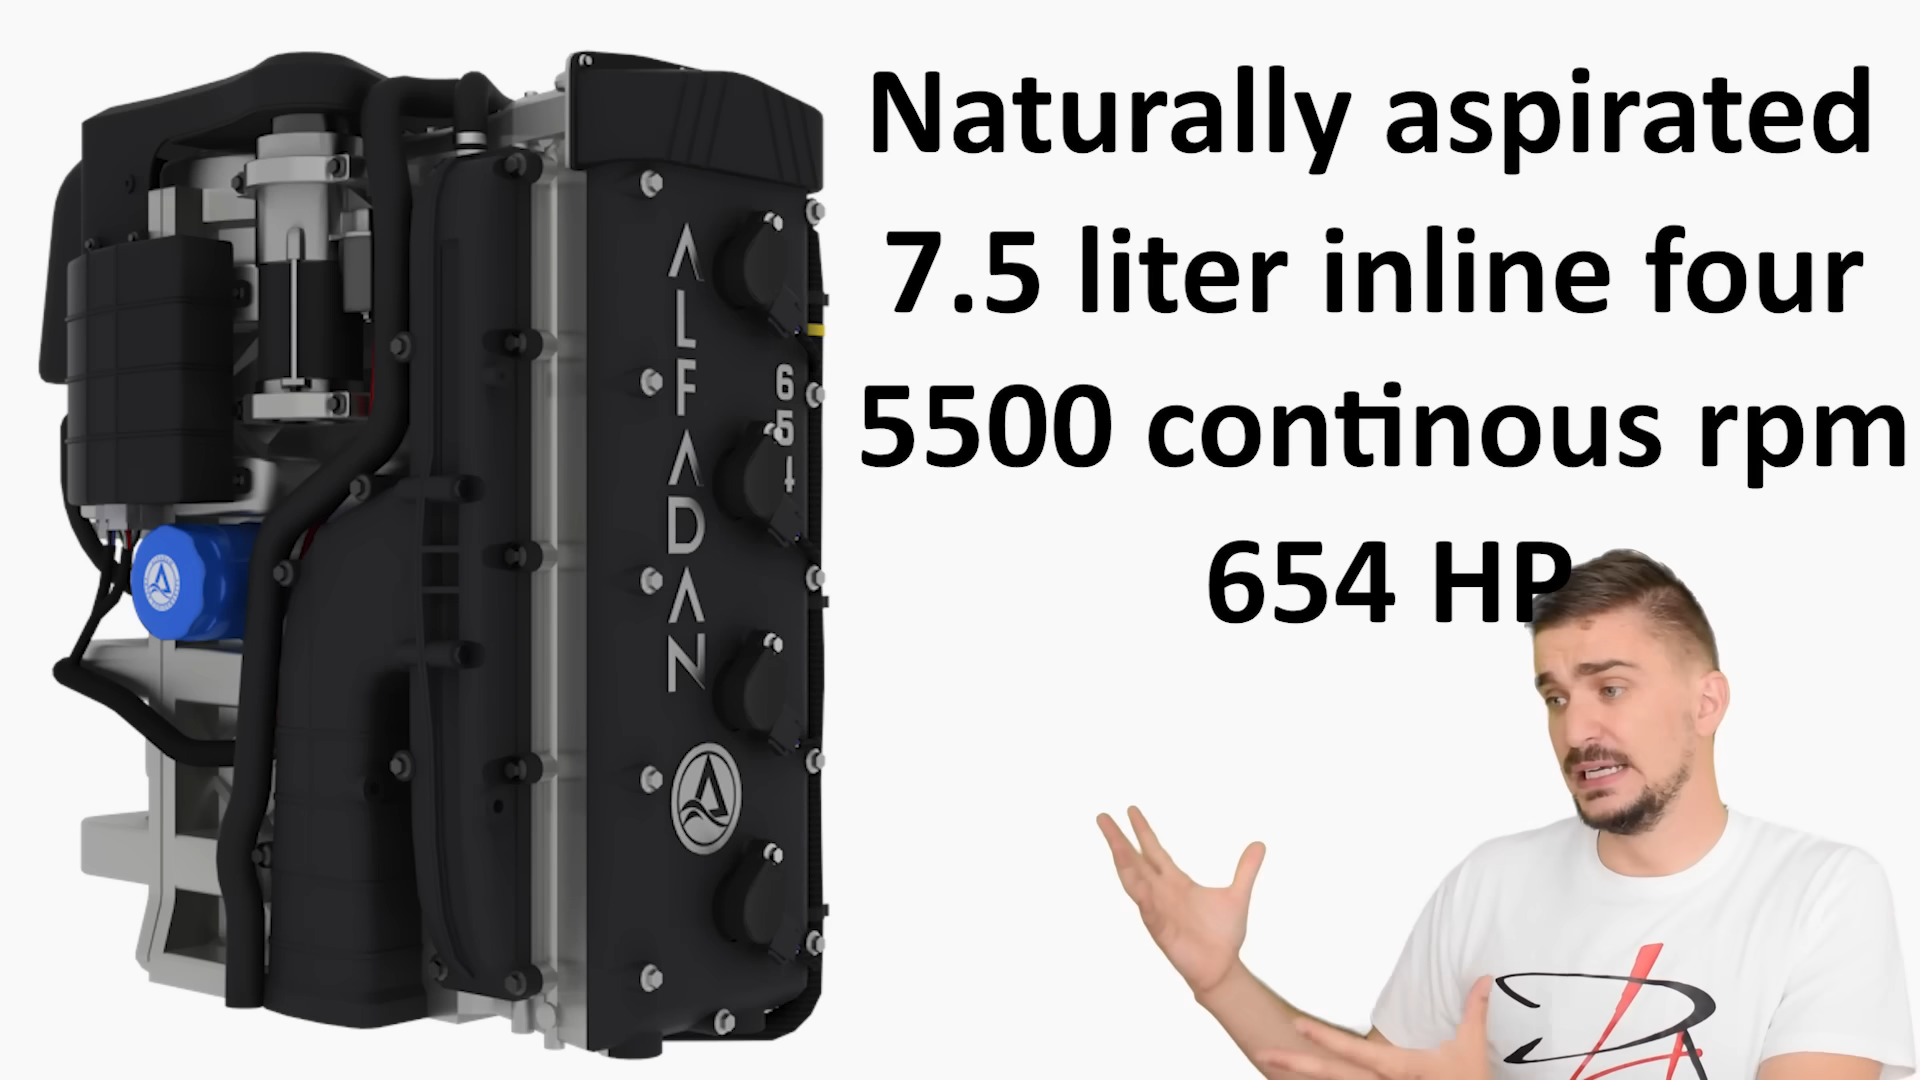 Naturally aspirated
7.5 liter inline four
5500 continous rpm
654 HP
ALFADAN
654